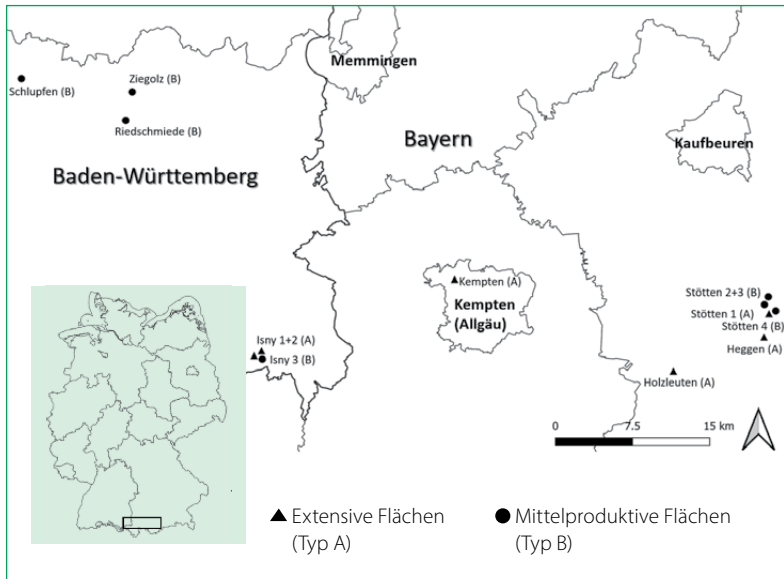 Memmingen
Ziegolz (B)
Schlupfen (B)
Riedschmiede (B)
Bayern
Kaufbeuren
Baden-Württemberg
Kempten (A)
Kempten
(Allgäu)
Stötten 2+3 (B)
Stötten 1 (A)
Stötten 4 (B)
Heggen (A)
Isny 1+2 (A)
Isny 3 (B)
Holzleuten (A)
0 7.5 15 km
Extensive Flächen
(Typ A)
Mittelproduktive Flächen
(Typ B)